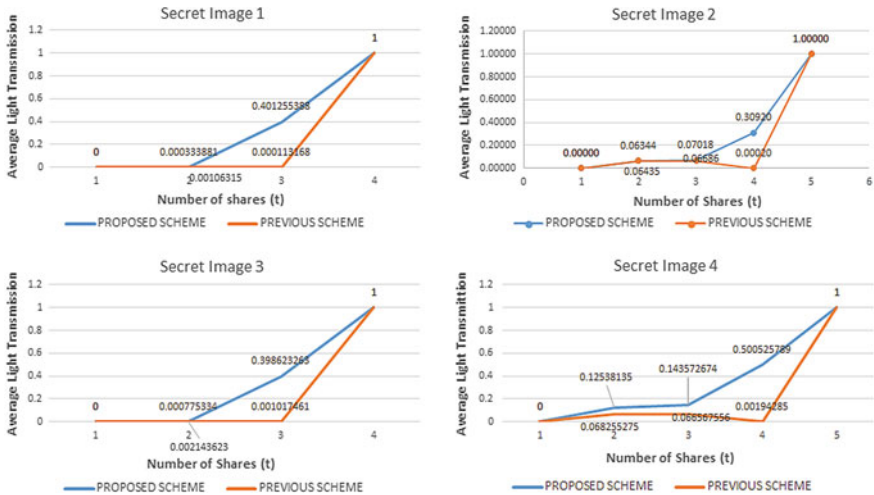 Secret Image 1
Average Light Transmission
1.2
1
0.8
0.6
0.4
0.2
0
0
0.000333881
0.00106315
0.401255388
0.000113168
1
1 2 3 4
Number of shares (t)
PROPOSED SCHEME PREVIOUS SCHEME
Secret Image 2
Average Light Transmission
1.20000
1.00000
0.80000
0.60000
0.40000
0.20000
0.00000
0.00000
0.06344
0.06435
0.07018
0.06686
0.30920
0.00020
1.00000
0 1 2 3 4 5 6
Number of Shares (t)
PROPOSED SCHEME PREVIOUS SCHEME
Secret Image 3
Average Light Transmission
1.2
1
0.8
0.6
0.4
0.2
0
0
0.000775334
0.002143623
0.398623263
0.001017461
1
1 2 3 4
Number of Shares (t)
PROPOSED SCHEME PREVIOUS SCHEME
Secret Image 4
Average Light Transmittion
1.2
1
0.8
0.6
0.4
0.2
0
0
0.12538135
0.068255275
0.143572674
0.066567556
0.500525789
0.00194285
1
1 2 3 4 5
Number of Shares (t)
PROPOSED SCHEME PREVIOUS SCHEME